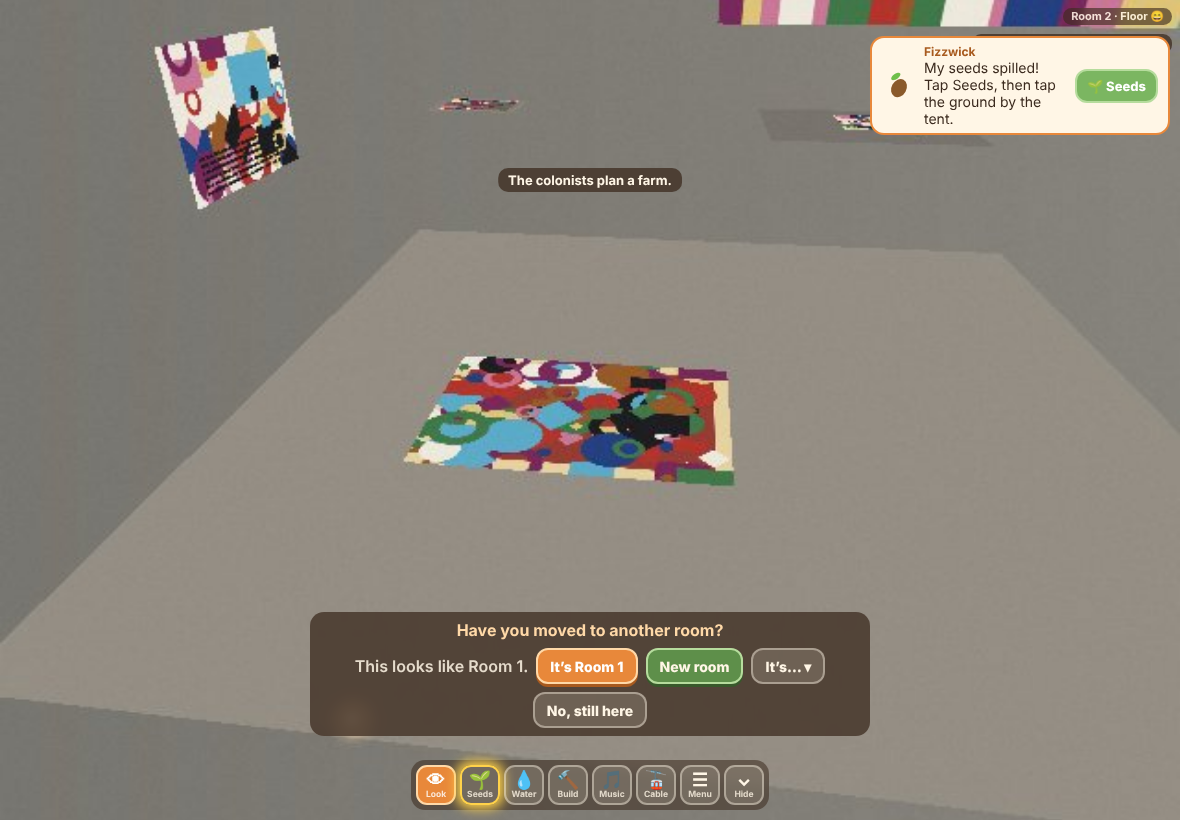 Room 2 · Floor 😀
Fizzwick
My seeds spilled!
Tap Seeds, then tap
the ground by the
tent.
🌱 Seeds
The colonists plan a farm.
Have you moved to another room?
This looks like Room 1.
It's Room 1
New room
It's... ▾
No, still here
Look
Seeds
Water
Build
Music
Cable
Menu
Hide